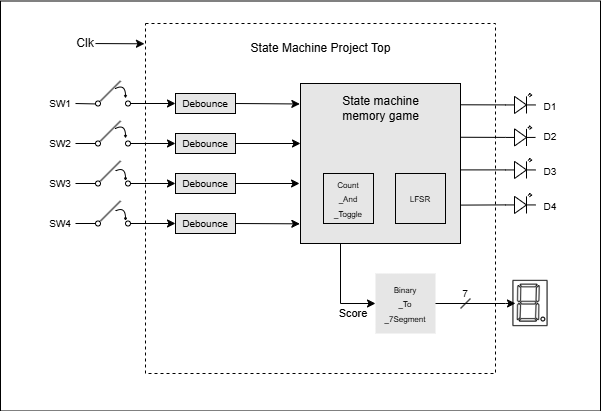 Clk
State Machine Project Top
SW1
Debounce
State machine
memory game
D1
SW2
Debounce
D2
SW3
Debounce
Count
_And
_Toggle
LFSR
D3
SW4
Debounce
D4
Score
Binary
_To
_7Segment
7